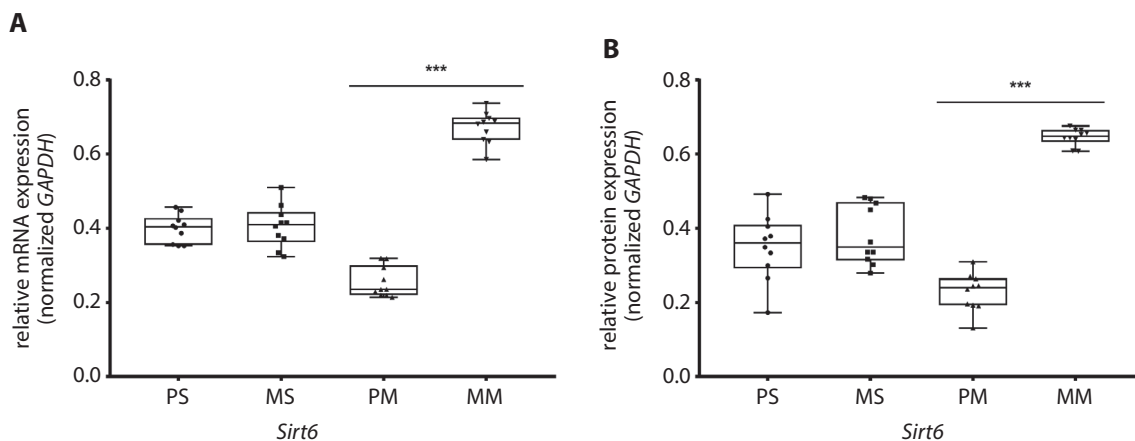 A
relative mRNA expression
(normalized GAPDH)
0.8
0.6
0.4
0.2
0.0
***
PS MS PM MM
Sirt6
B
relative protein expression
(normalized GAPDH)
0.8
0.6
0.4
0.2
0.0
***
PS MS PM MM
Sirt6